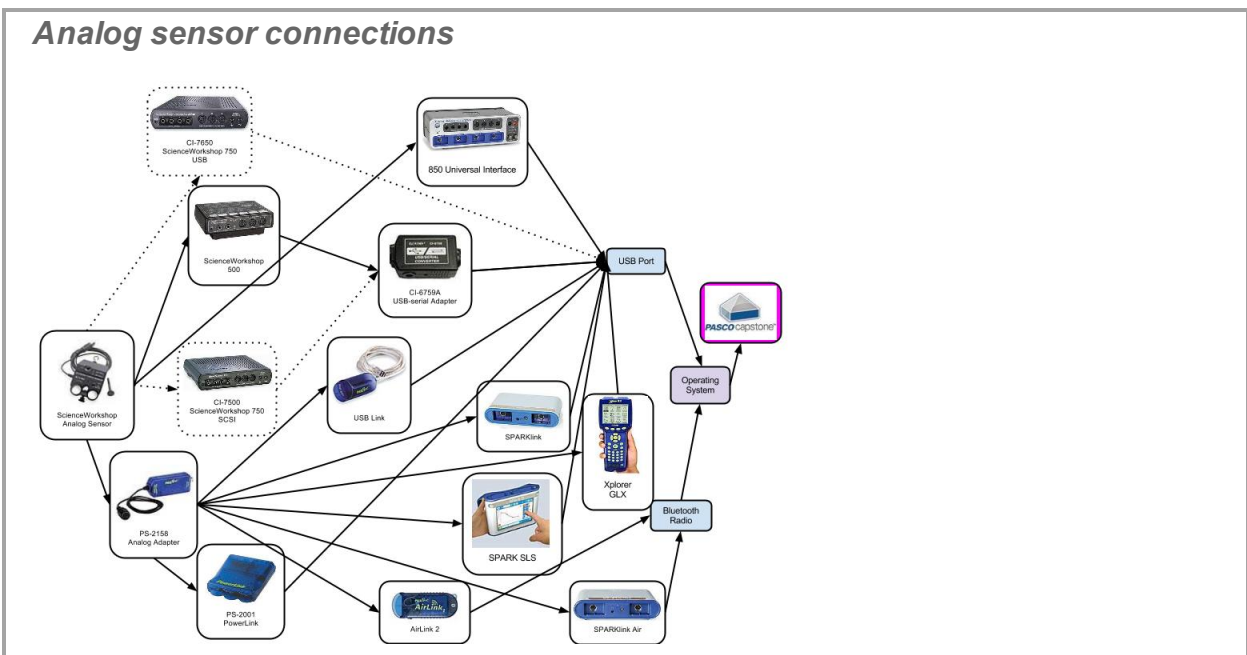 Analog sensor connections
CI-7650
ScienceWorkshop 750
USB
850 Universal Interface
ScienceWorkshop
500
CI-6759A
USB-serial Adapter
USB Port
PASCO capstone
ScienceWorkshop
Analog Sensor
CI-7500
ScienceWorkshop 750
SCSI
USB Link
SPARKlink
Operating
System
Xplorer
GLX
PS-2158
Analog Adapter
SPARK SLS
Bluetooth
Radio
PS-2001
PowerLink
AirLink
AirLink 2
SPARKlink Air